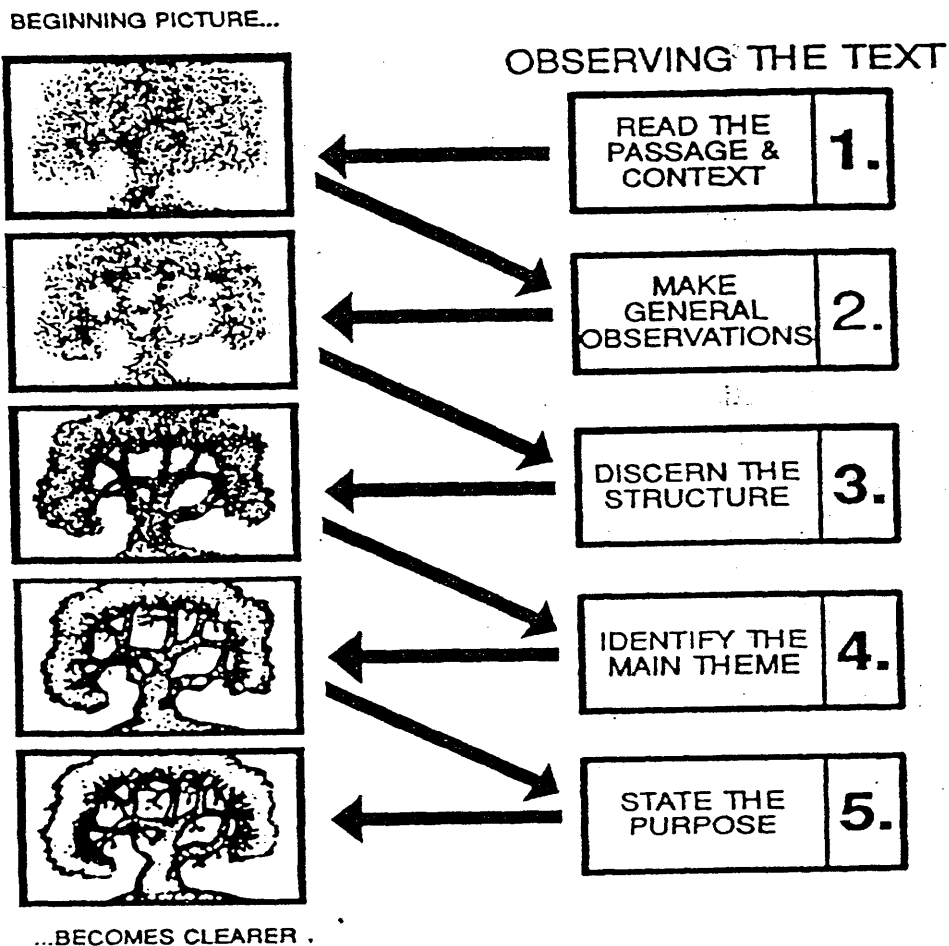 BEGINNING PICTURE...
OBSERVING THE TEXT
READ THE
PASSAGE &
CONTEXT
1.
MAKE
GENERAL
OBSERVATIONS
2.
DISCERN THE
STRUCTURE
3.
IDENTIFY THE
MAIN THEME
4.
STATE THE
PURPOSE
5.
...BECOMES CLEARER .